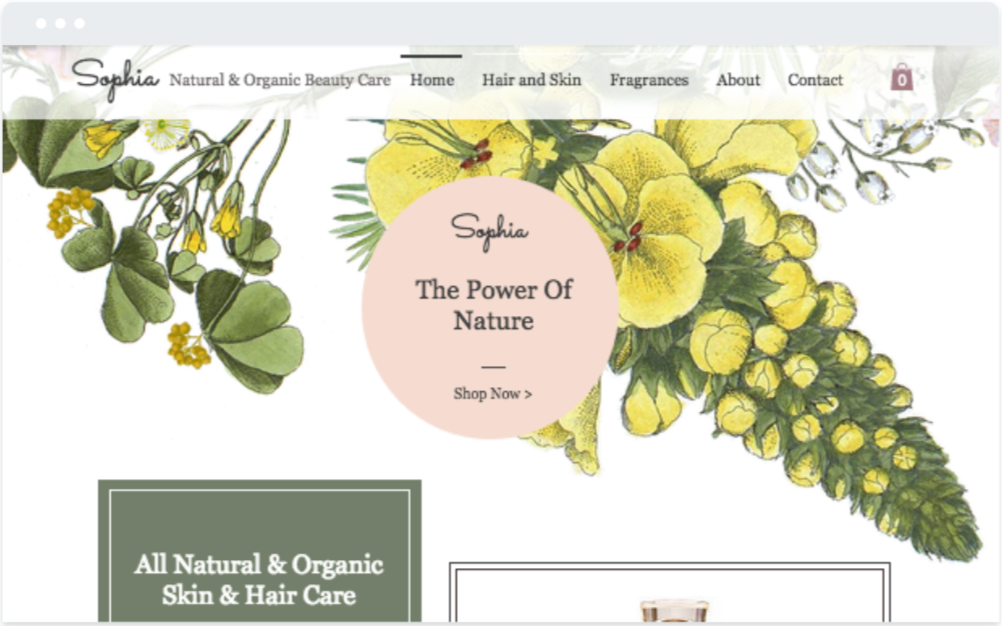 Sophia Natural & Organic Beauty Care Home Hair and Skin Fragrances About Contact 0
Sophia
The Power Of
Nature
Shop Now >
All Natural & Organic
Skin & Hair Care